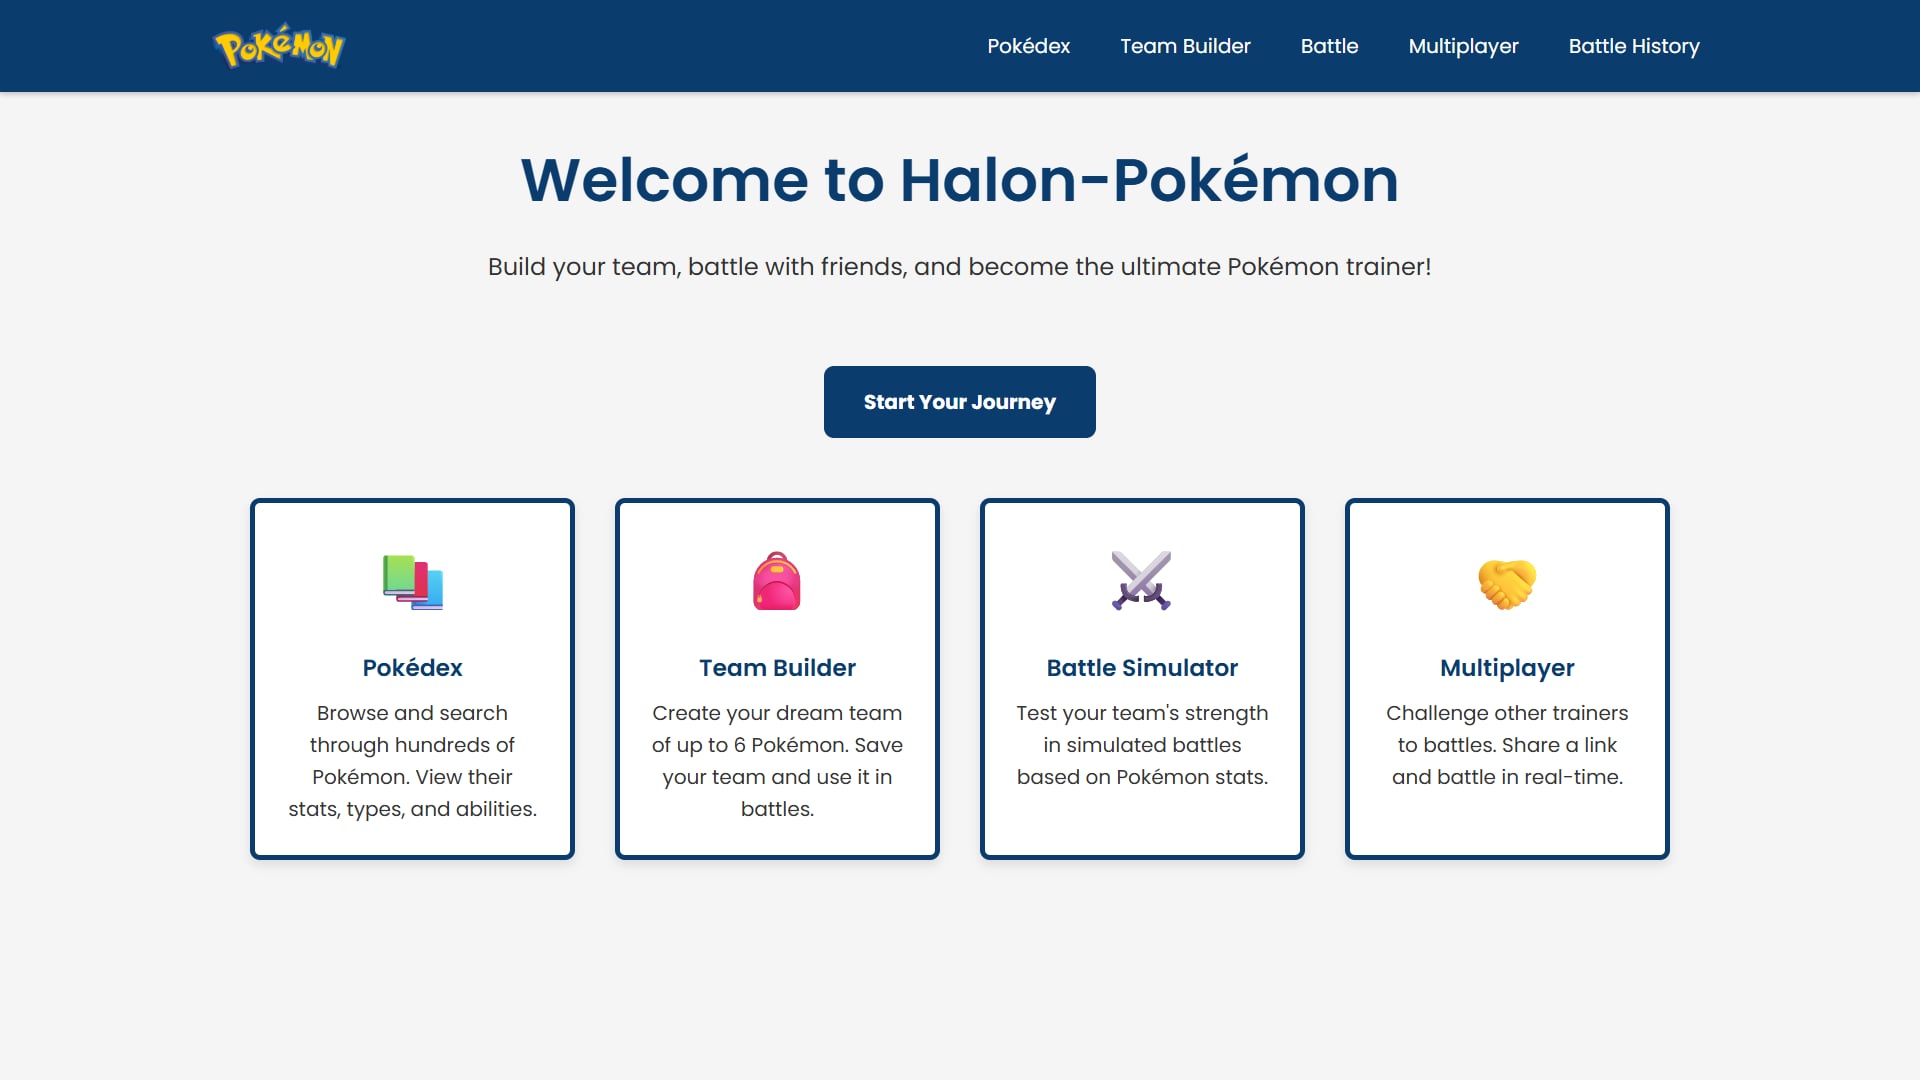 Pokémon
Pokédex
Team Builder
Battle
Multiplayer
Battle History
Welcome to Halon-Pokémon
Build your team, battle with friends, and become the ultimate Pokémon trainer!
Start Your Journey
Pokédex
Browse and search
through hundreds of
Pokémon. View their
stats, types, and abilities.
Team Builder
Create your dream team
of up to 6 Pokémon. Save
your team and use it in
battles.
Battle Simulator
Test your team's strength
in simulated battles
based on Pokémon stats.
Multiplayer
Challenge other trainers
to battles. Share a link
and battle in real-time.